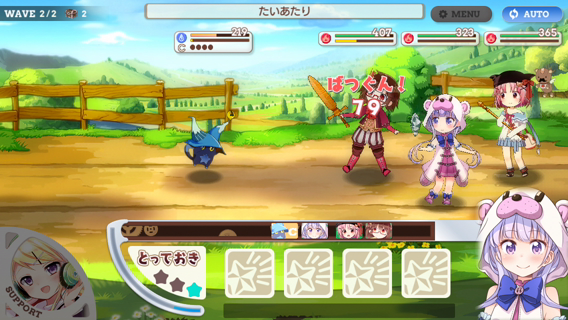 WAVE 2/2 2
たいあたり
MENU
AUTO
219
C
407
323
365
ばつぐん！
79
とっておき
SUPPORT